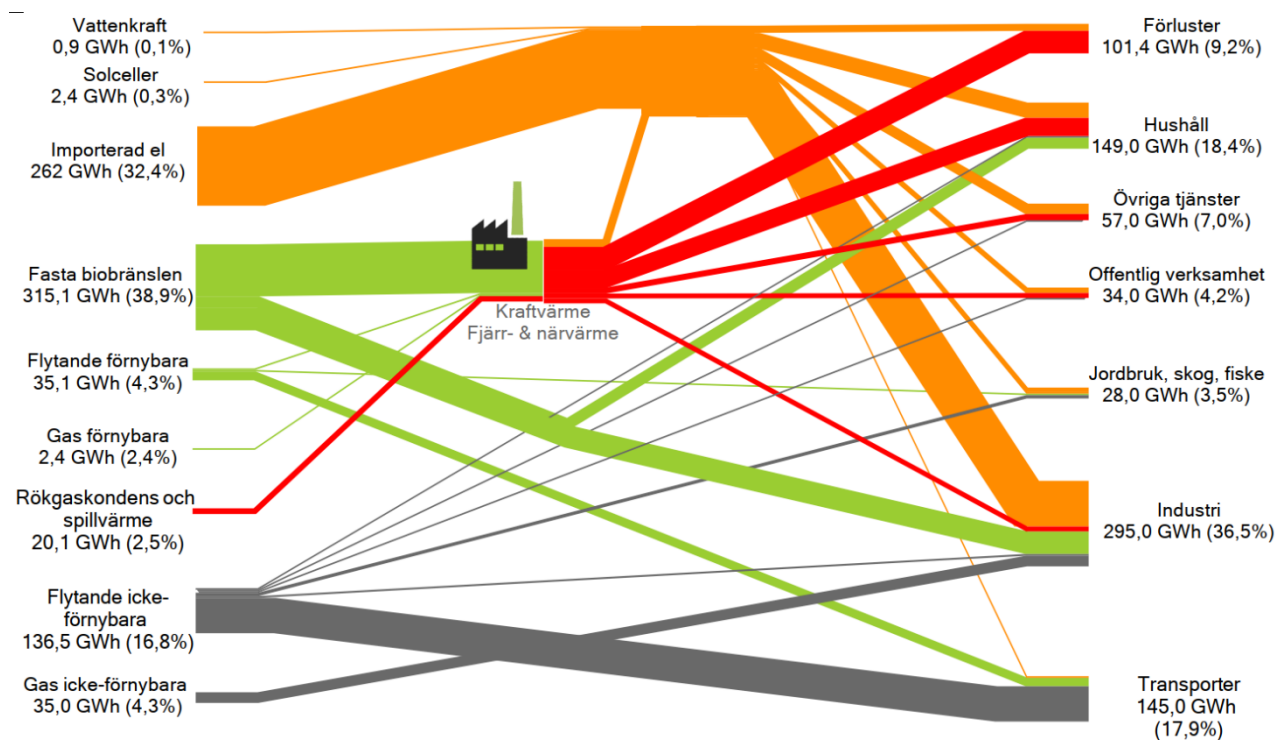 Vattenkraft
0,9 GWh (0,1%)
Solceller
2,4 GWh (0,3%)
Importerad el
262 GWh (32,4%)
Fasta biobränslen
315,1 GWh (38,9%)
Flytande förnybara
35,1 GWh (4,3%)
Gas förnybara
2,4 GWh (2,4%)
Rökgaskondens och
spillvärme
20,1 GWh (2,5%)
Flytande icke-
förnybara
136,5 GWh (16,8%)
Gas icke-förnybara
35,0 GWh (4,3%)
Kraftvärme
Fjärr- & närvärme
Förluster
101,4 GWh (9,2%)
Hushåll
149,0 GWh (18,4%)
Övriga tjänster
57,0 GWh (7,0%)
Offentlig verksamhet
34,0 GWh (4,2%)
Jordbruk, skog, fiske
28,0 GWh (3,5%)
Industri
295,0 GWh (36,5%)
Transporter
145,0 GWh
(17,9%)